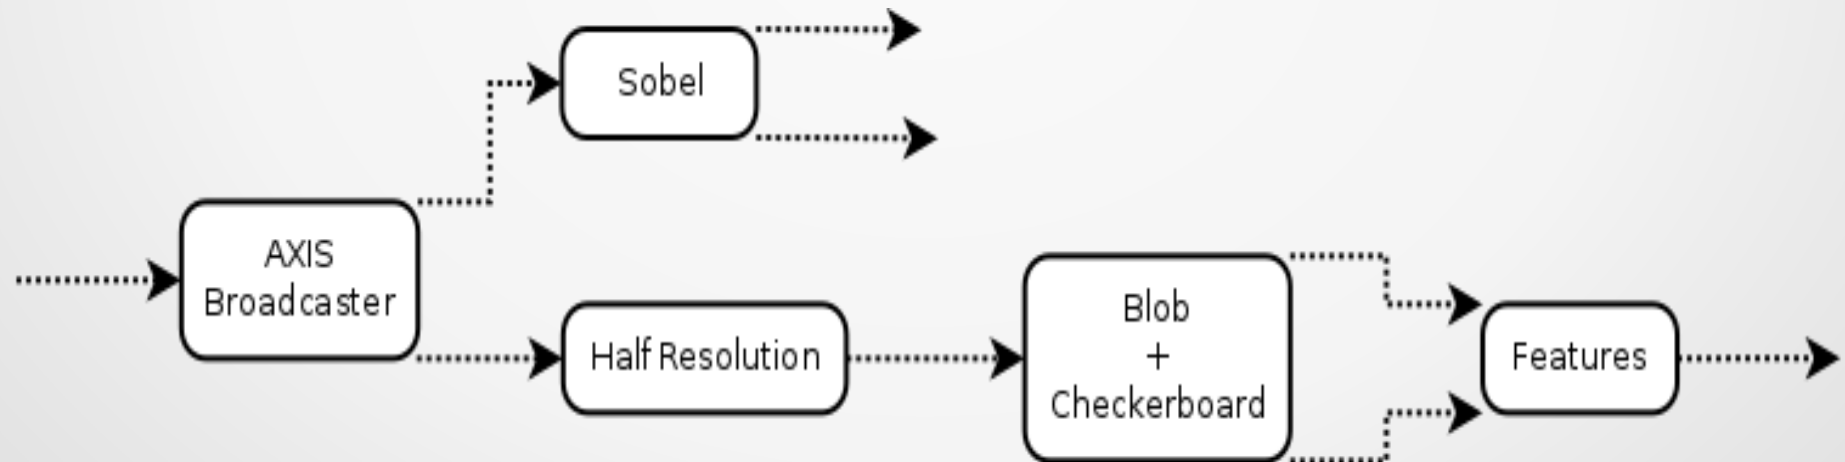 Sobel
AXIS
Broadcaster
Half Resolution
Blob
+
Checkerboard
Features